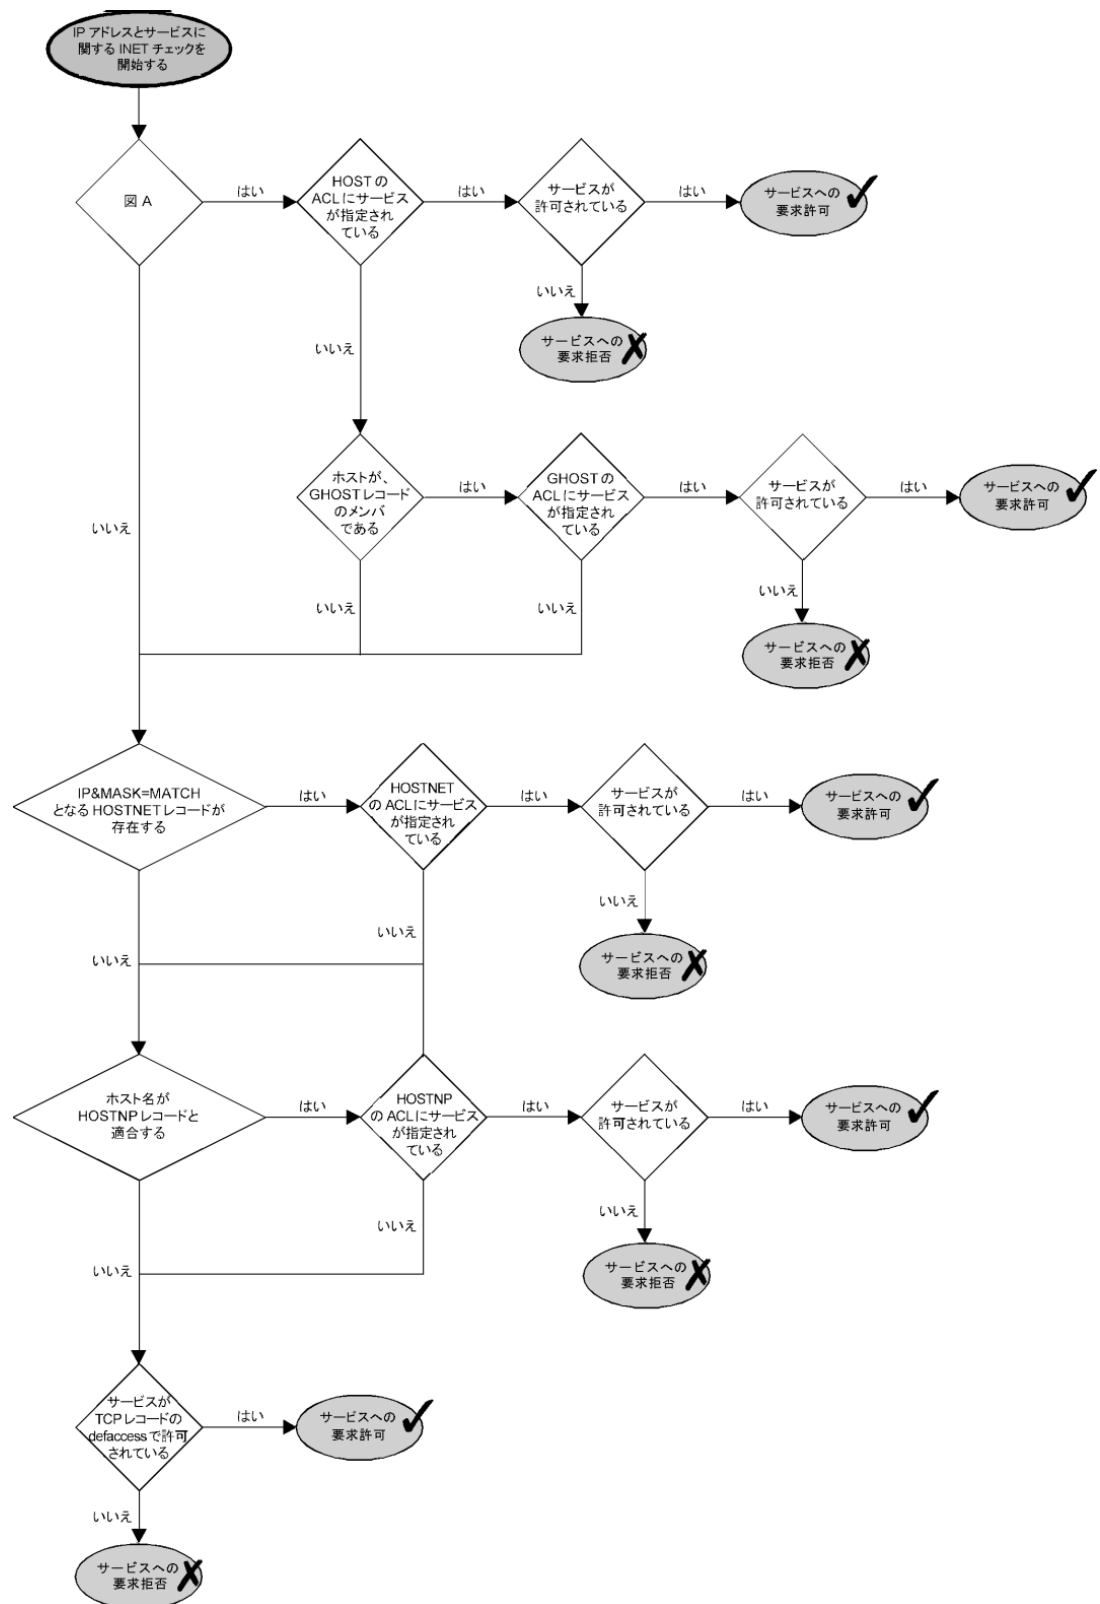 IP アドレスとサービスに
関する INET チェックを
開始する
図 A
はい
HOST の
ACL にサービス
が指定され
ている
はい
サービスが
許可されている
はい
サービスへの
要求許可
いいえ
サービスへの
要求拒否
いいえ
いいえ
ホストが、
GHOST レコード
のメンバ
である
はい
GHOST の
ACL にサービス
が指定され
ている
はい
サービスが
許可されている
はい
サービスへの
要求許可
いいえ
いいえ
いいえ
サービスへの
要求拒否
IP&MASK=MATCH
となる HOSTNET レコードが
存在する
はい
HOSTNET
の ACL にサービス
が指定され
ている
はい
サービスが
許可されている
はい
サービスへの
要求許可
いいえ
いいえ
いいえ
サービスへの
要求拒否
ホスト名が
HOSTNP レコードと
適合する
はい
HOSTNP
の ACL にサービス
が指定され
ている
はい
サービスが
許可されている
はい
サービスへの
要求許可
いいえ
いいえ
いいえ
サービスへの
要求拒否
サービスが
TCP レコードの
defaccess で許可
されている
はい
サービスへの
要求許可
いいえ
サービスへの
要求拒否